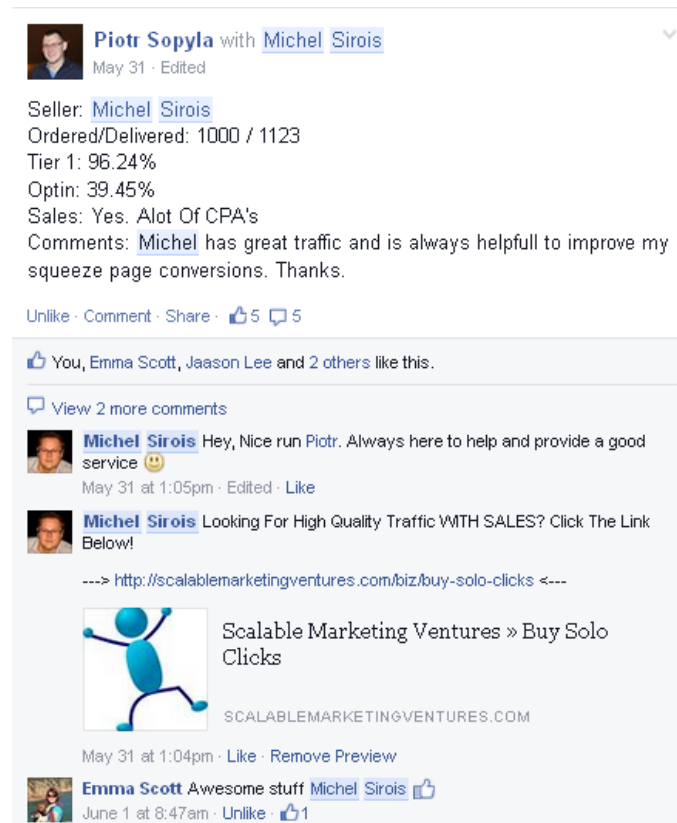 Piotr Sopyla with Michel Sirois
May 31 · Edited
Seller: Michel Sirois
Ordered/Delivered: 1000 / 1123
Tier 1: 96.24%
Optin: 39.45%
Sales: Yes. Alot Of CPA's
Comments: Michel has great traffic and is always helpfull to improve my
squeeze page conversions. Thanks.
Unlike · Comment · Share · 5 5
You, Emma Scott, Jaason Lee and 2 others like this.
View 2 more comments
Michel Sirois Hey, Nice run Piotr. Always here to help and provide a good
service
May 31 at 1:05pm · Edited · Like
Michel Sirois Looking For High Quality Traffic WITH SALES? Click The Link
Below!
---> http://scalablemarketingventures.com/biz/buy-solo-clicks <---
Scalable Marketing Ventures » Buy Solo
Clicks
SCALABLEMARKETINGVENTURES.COM
May 31 at 1:04pm · Like · Remove Preview
Emma Scott Awesome stuff Michel Sirois
June 1 at 8:47am · Unlike · 1